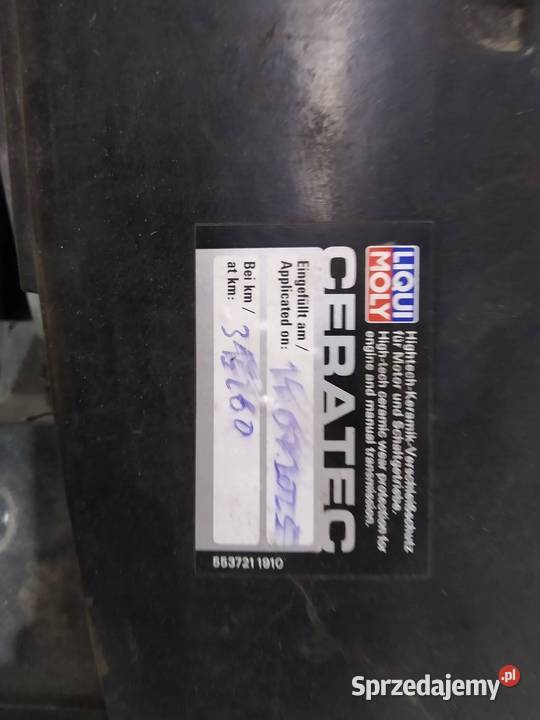 LIQUI
MOLY
Hightech-Keramik-Verschleißschutz
für Motor und Schaltgetriebe.
High-tech ceramic wear protection for
engine and manual transmission.
CERATEC
Eingefüllt am /
Applicated on:
Bei km /
at km:
5537211910
Sprzedajemy.pl